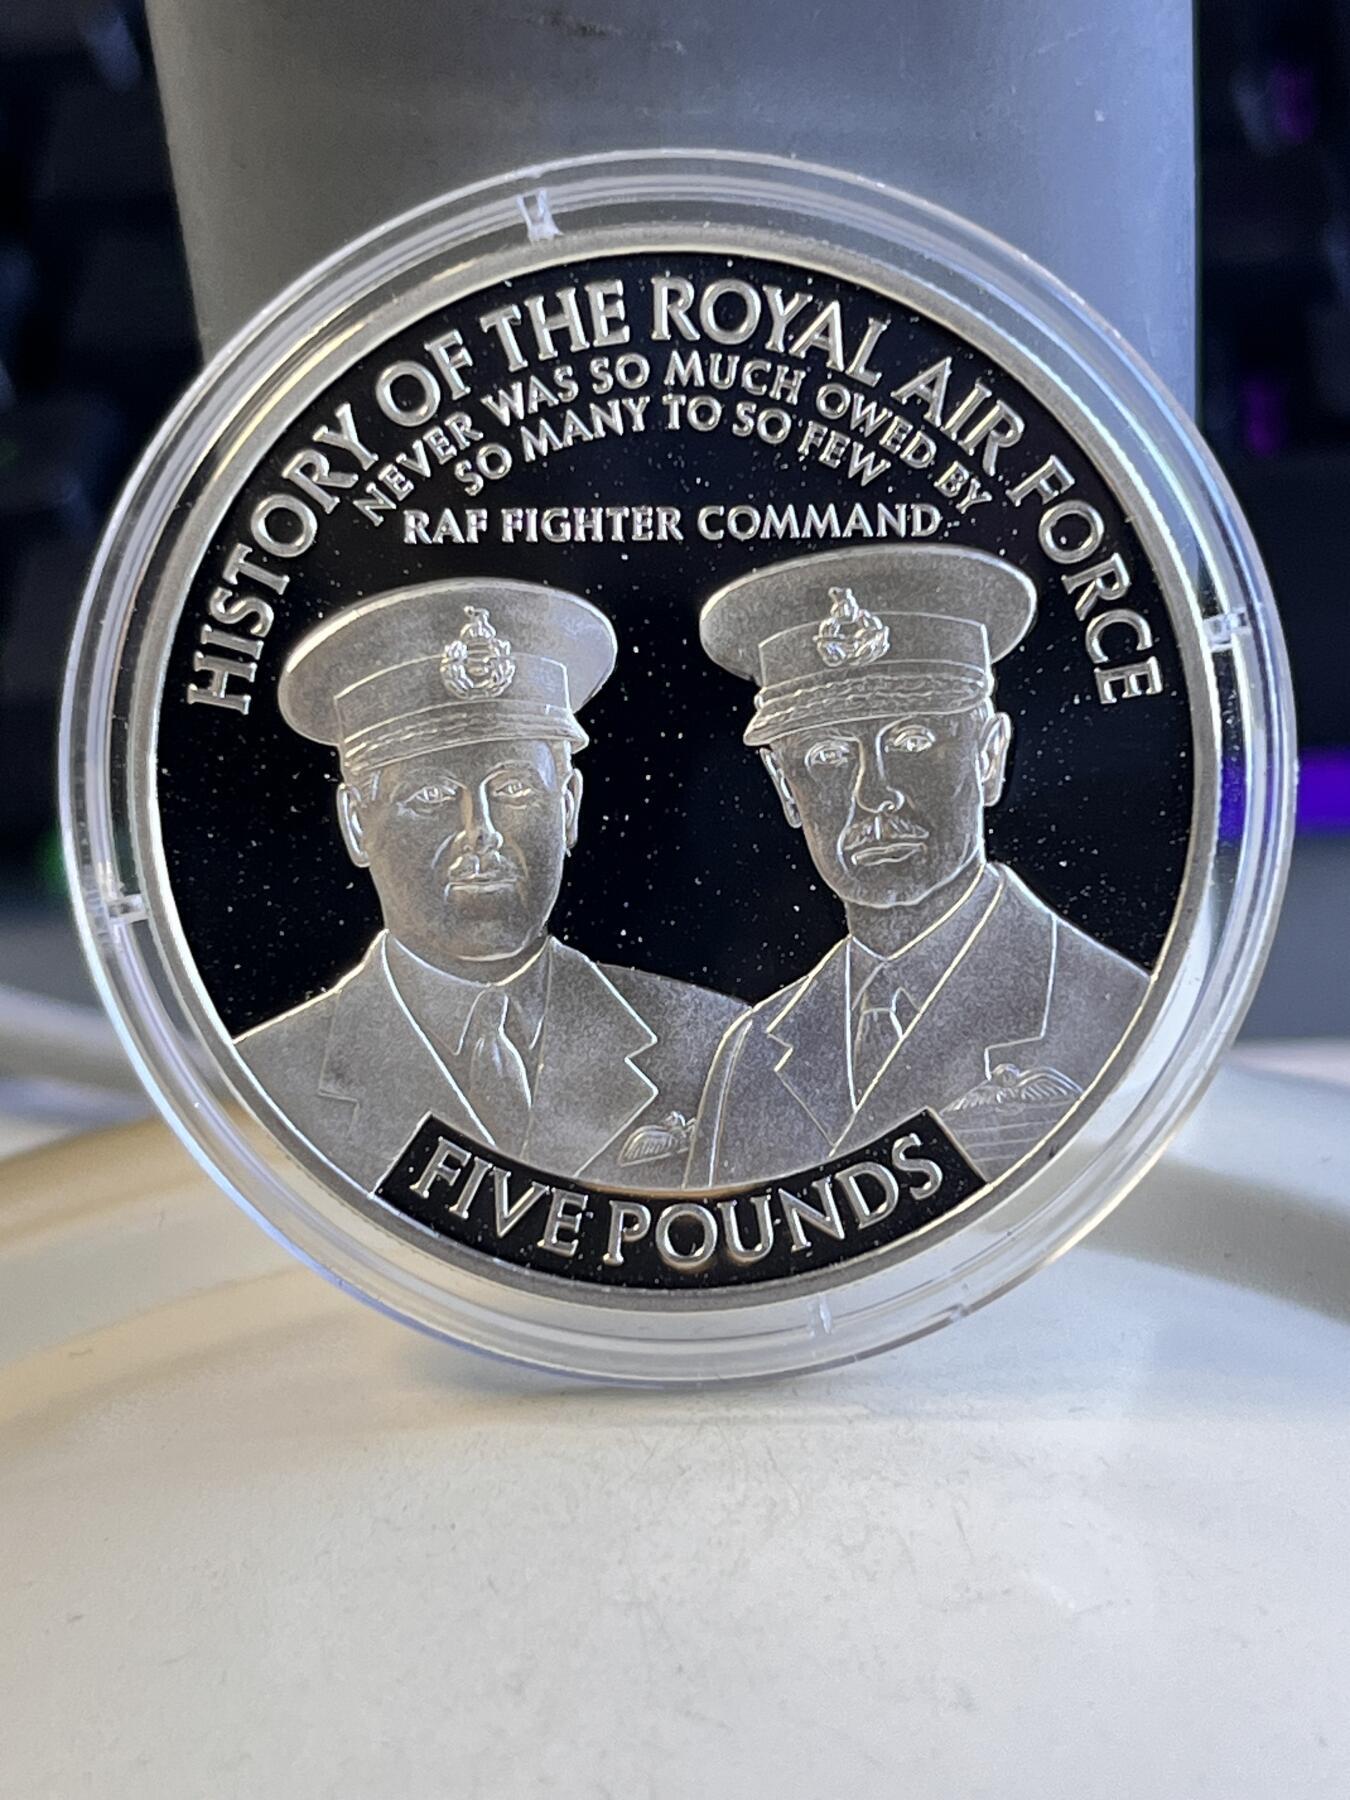 HISTORY OF THE ROYAL AIR FORCE
NEVER WAS SO MUCH OWED BY
SO MANY TO SO FEW
RAF FIGHTER COMMAND
FIVE POUNDS